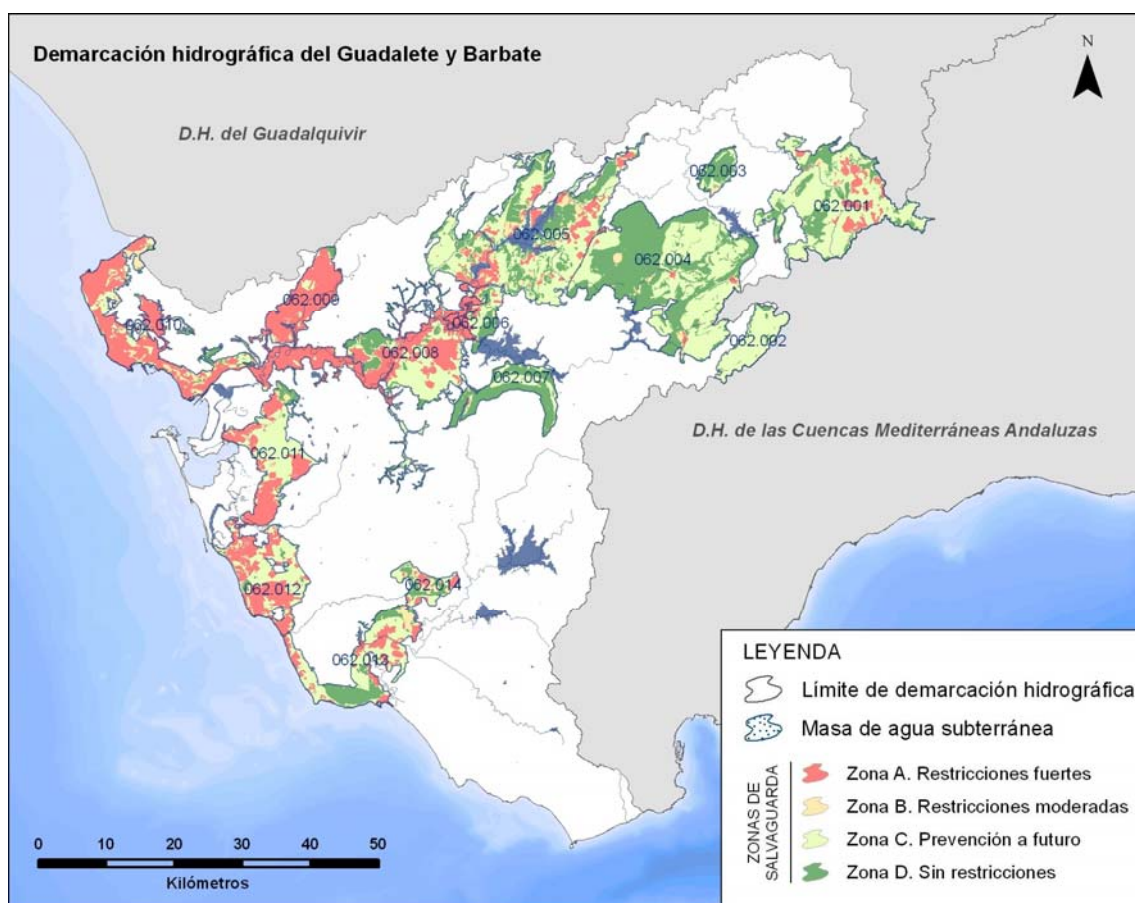 Demarcación hidrográfica del Guadalete y Barbate
N
D.H. del Guadalquivir
062.003
062.001
062.005
062.004
062.009
062.010
062.006
062.002
062.008
062.007
D.H. de las Cuencas Mediterráneas Andaluzas
062.011
062.014
062.012
062.013
LEYENDA
Límite de demarcación hidrográfica
Masa de agua subterránea
ZONAS DE
SALVAGUARDA
Zona A. Restricciones fuertes
Zona B. Restricciones moderadas
Zona C. Prevención a futuro
Zona D. Sin restricciones
0 10 20 30 40 50
Kilómetros